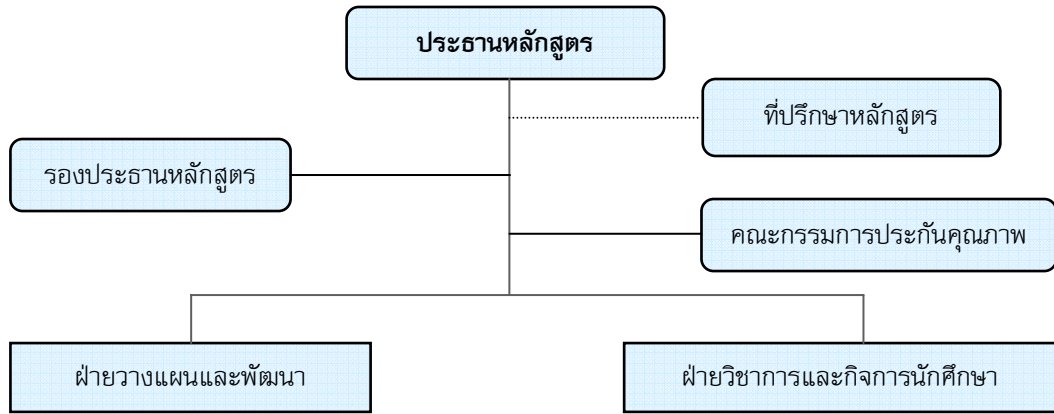 ประธานหลักสูตร
ที่ปรึกษาหลักสูตร
รองประธานหลักสูตร
คณะกรรมการประกันคุณภาพ
ฝ่ายวางแผนและพัฒนา
ฝ่ายวิชาการและกิจการนักศึกษา